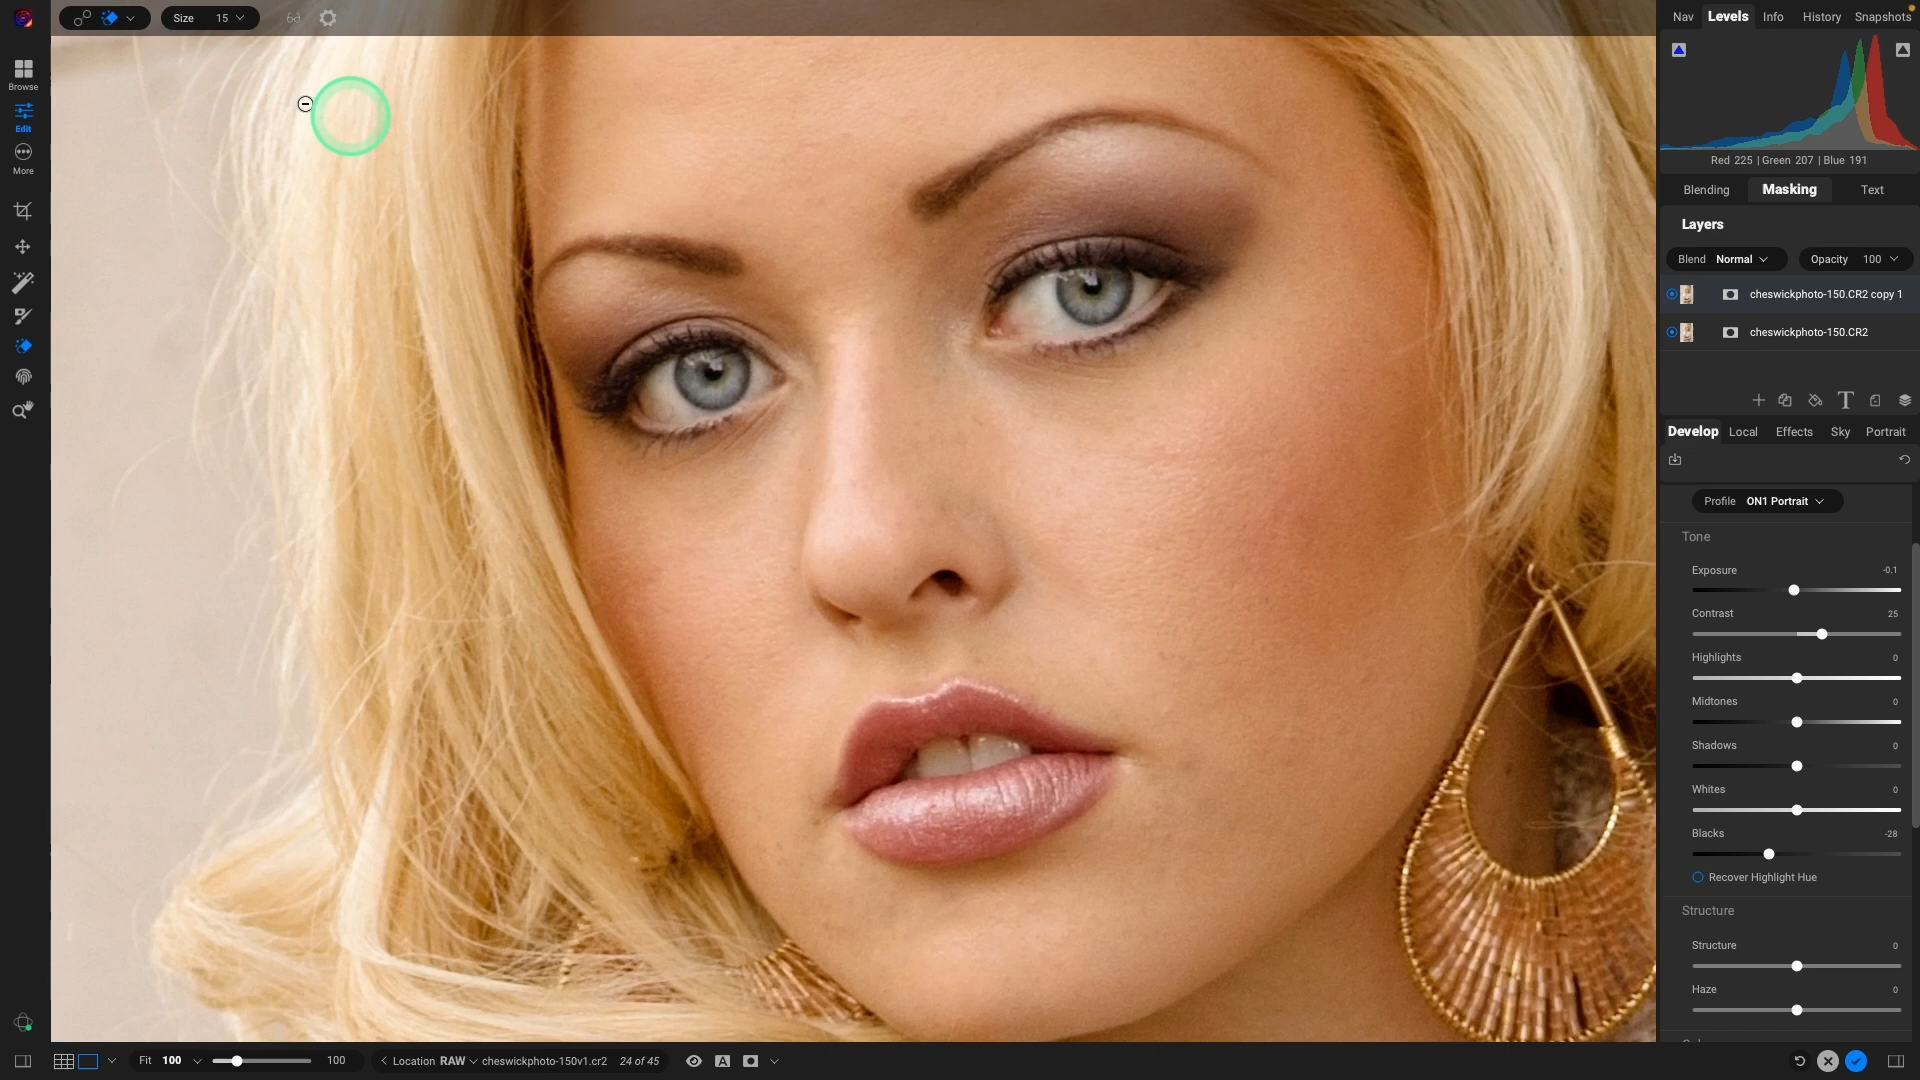 Size 15
Nav Levels Info History Snapshots
Browse
Edit
More
Red 225 | Green 207 | Blue 191
Blending Masking Text
Layers
Blend Normal Opacity 100
cheswickphoto-150.CR2 copy 1
cheswickphoto-150.CR2
T
Develop Local Effects Sky Portrait
Profile ON1 Portrait
Tone
Exposure -0.1
Contrast 25
Highlights 0
Midtones 0
Shadows 0
Whites 0
Blacks -28
Recover Highlight Hue
Structure
Structure 0
Haze 0
Fit 100 100 Location RAW cheswickphoto-150v1.cr2 24 of 45 A